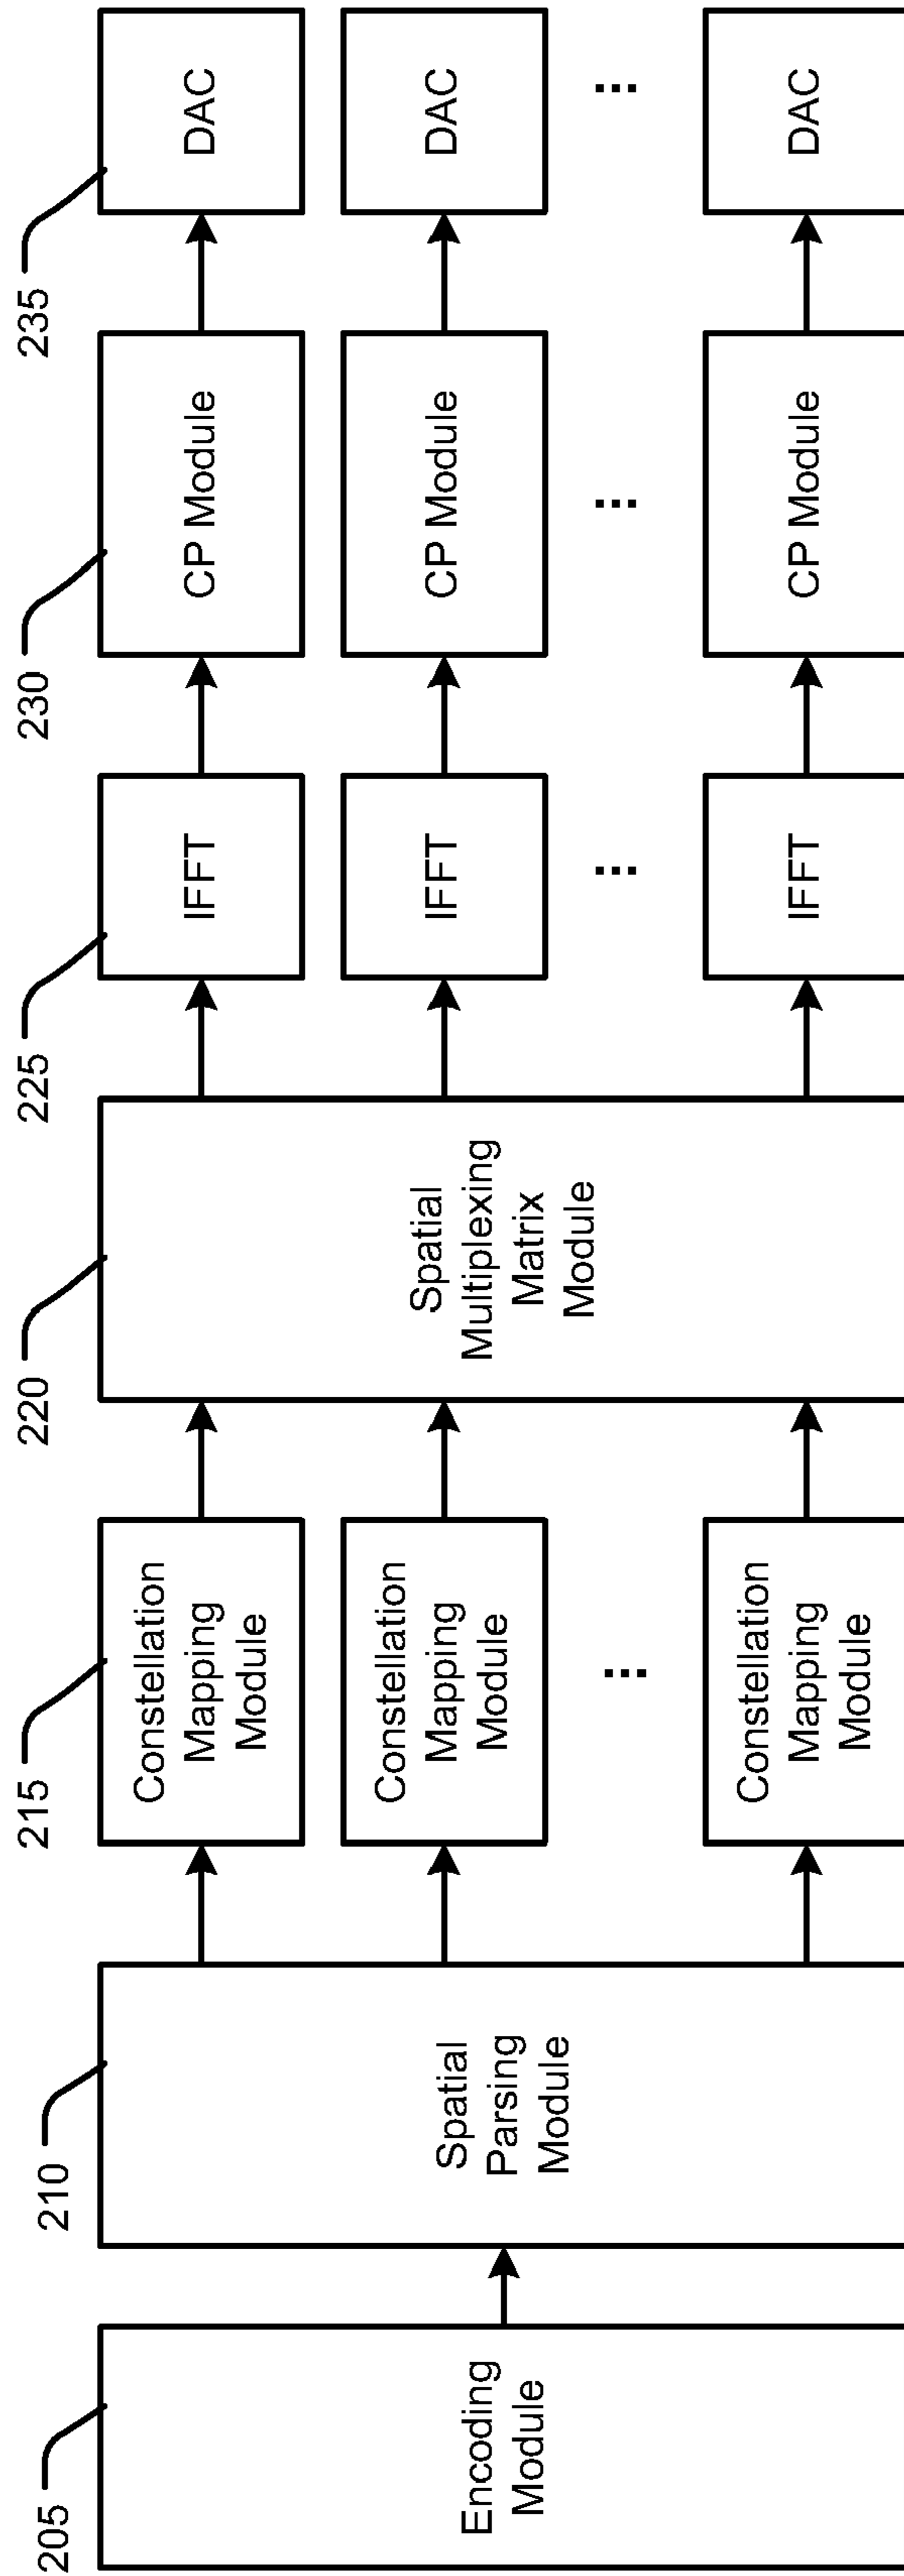 205
210
215
220
225
230
235
Encoding
Module
Spatial
Parsing
Module
Constellation
Mapping
Module
Constellation
Mapping
Module
...
Constellation
Mapping
Module
Spatial
Multiplexing
Matrix
Module
IFFT
IFFT
...
IFFT
CP Module
CP Module
...
CP Module
DAC
DAC
...
DAC